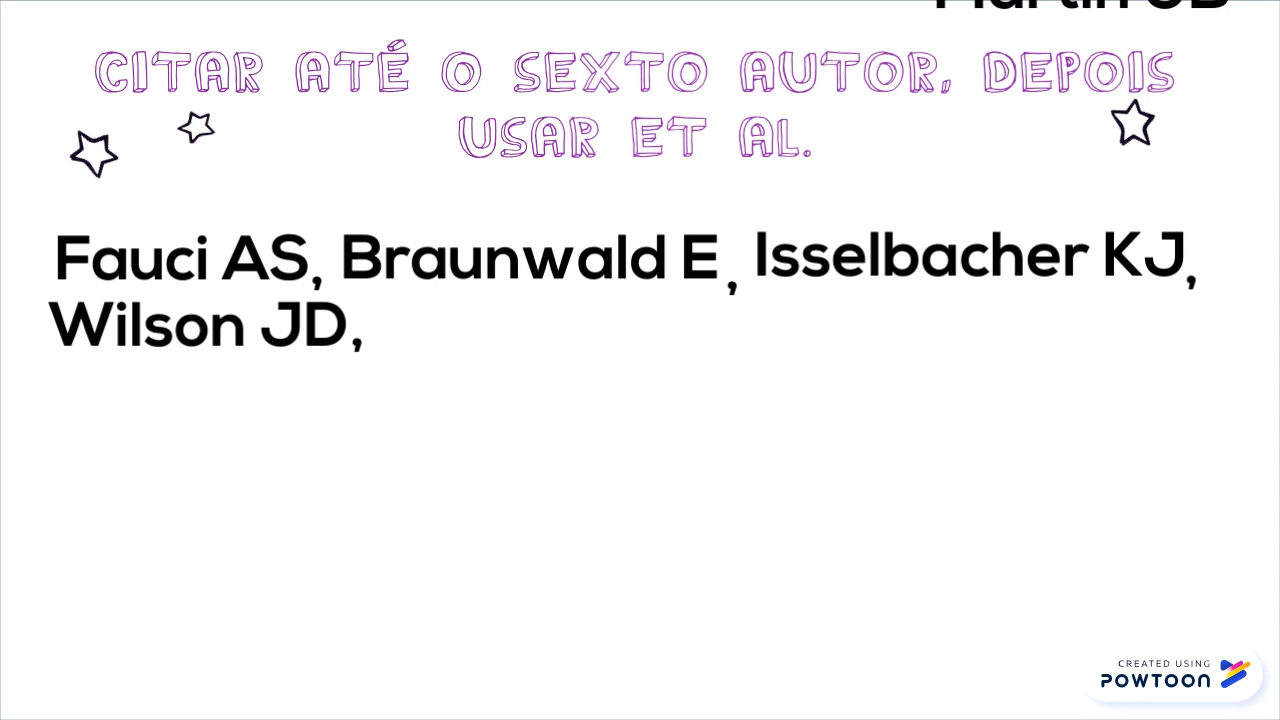 CITAR ATÉ O SEXTO AUTOR, DEPOIS
USAR ET AL.
Fauci AS, Braunwald E, Isselbacher KJ,
Wilson JD,
CREATED USING
POWTOON